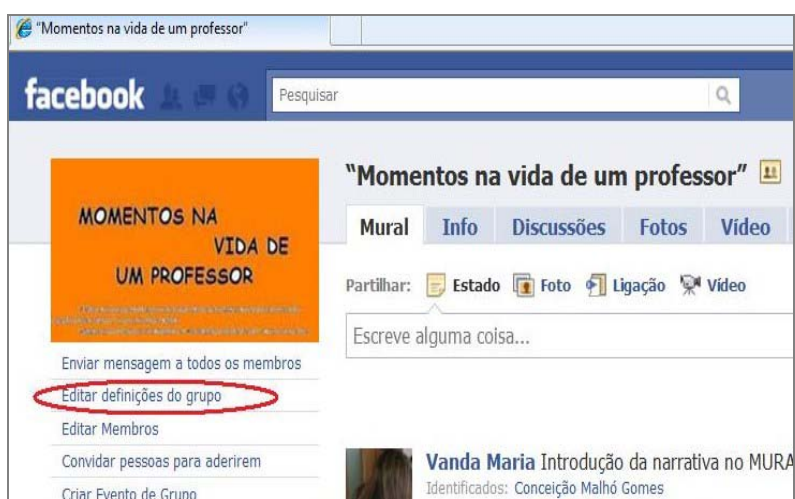 “Momentos na vida de um professor”
facebook
Pesquisar
“Momentos na vida de um professor”
MOMENTOS NA
VIDA DE
UM PROFESSOR
Mural Info Discussões Fotos Vídeo
Partilhar: Estado Foto Ligação Vídeo
Escreve alguma coisa...
Enviar mensagem a todos os membros
Editar definições do grupo
Editar Membros
Convidar pessoas para aderirem
Criar Evento de Grupo
Vanda Maria Introdução da narrativa no MURA
Identificados: Conceição Malhó Gomes